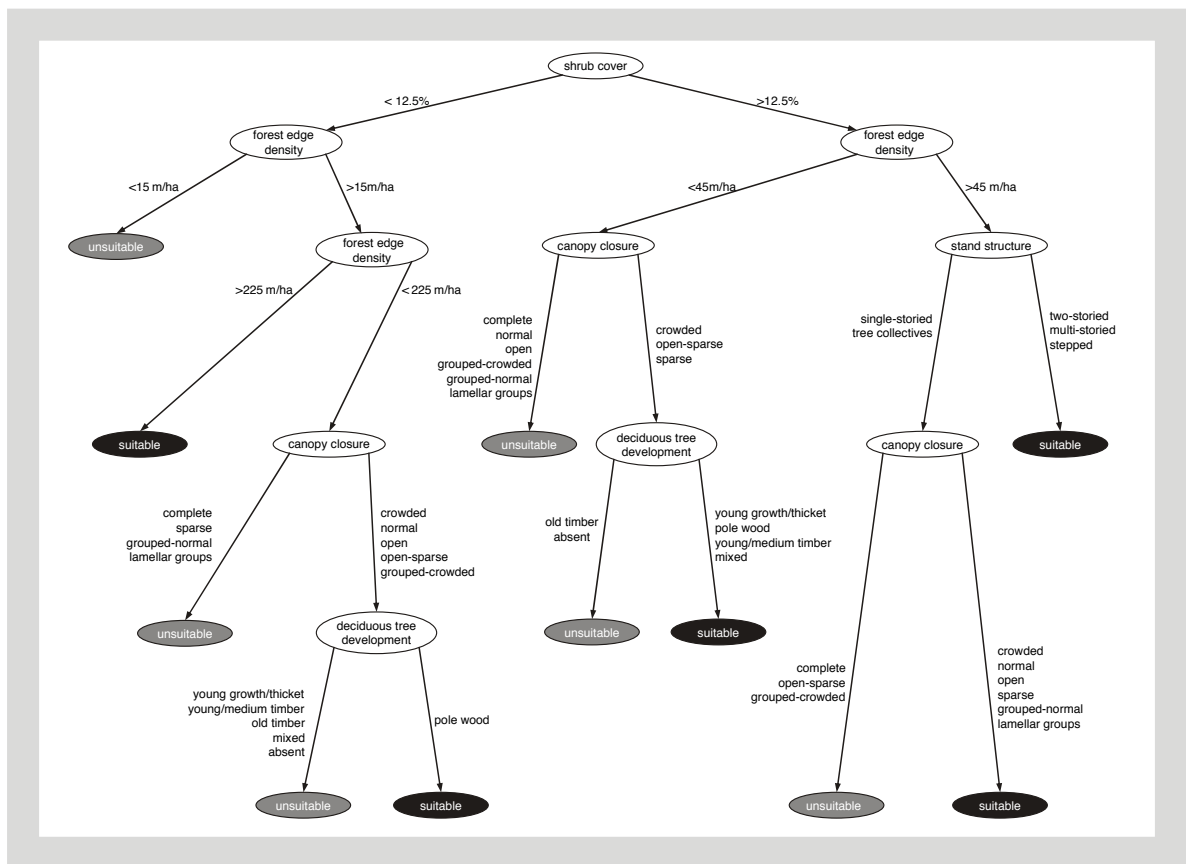 shrub cover
< 12.5%
>12.5%
forest edge
density
forest edge
density
<15 m/ha
>15m/ha
<45m/ha
>45 m/ha
unsuitable
forest edge
density
canopy closure
stand structure
>225 m/ha
< 225 m/ha
complete
normal
open
grouped-crowded
grouped-normal
lamellar groups
crowded
open-sparse
sparse
single-storied
tree collectives
two-storied
multi-storied
stepped
suitable
canopy closure
unsuitable
deciduous tree
development
canopy closure
suitable
complete
sparse
grouped-normal
lamellar groups
crowded
normal
open
open-sparse
grouped-crowded
old timber
absent
young growth/thicket
pole wood
young/medium timber
mixed
unsuitable
deciduous tree
development
unsuitable
suitable
complete
open-sparse
grouped-crowded
crowded
normal
open
sparse
grouped-normal
lamellar groups
young growth/thicket
young/medium timber
old timber
mixed
absent
pole wood
unsuitable
suitable
unsuitable
suitable